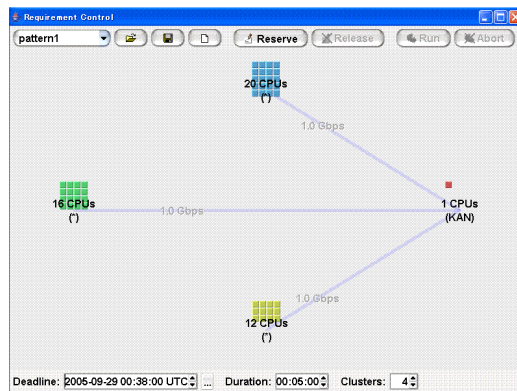 Requirement Control
pattern1 Reserve Release Run Abort
20 CPUs
(*)
1.0 Gbps
16 CPUs
(*)
1.0 Gbps
1 CPUs
(KAN)
1.0 Gbps
12 CPUs
(*)
Deadline: 2005-09-29 00:38:00 UTC ... Duration: 00:05:00 Clusters: 4